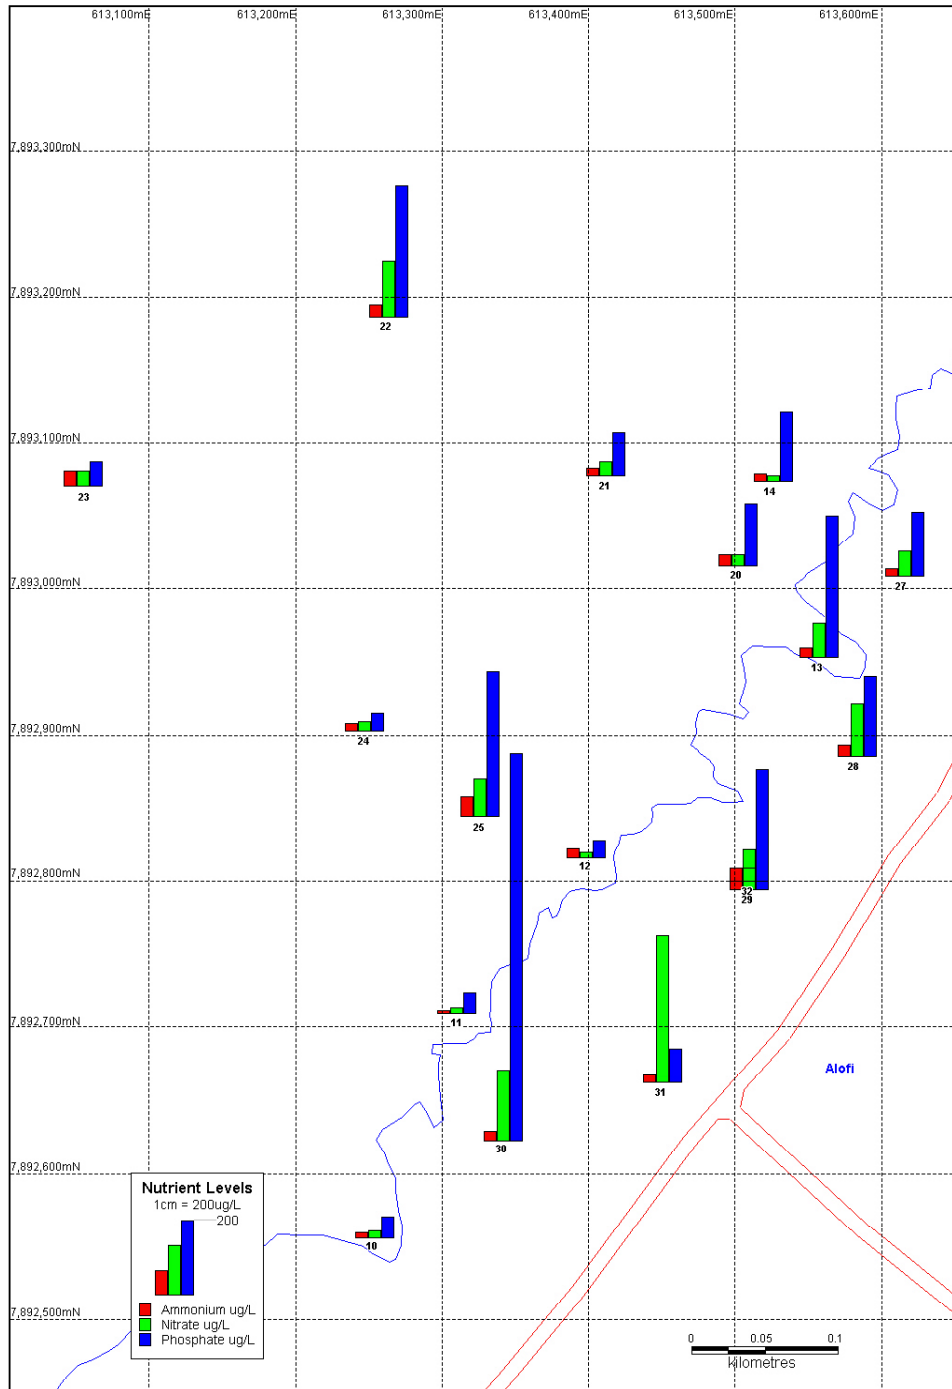 613,100mE 613,200mE 613,300mE 613,400mE 613,500mE 613,600mE
7,893,300mN
7,893,200mN
22
7,893,100mN
21
14
23
20
27
7,893,000mN
13
24
7,892,900mN
28
25
12
7,892,800mN
32
29
11
7,892,700mN
Alofi
31
30
7,892,600mN
Nutrient Levels
1cm = 200ug/L
200
10
Ammonium ug/L
Nitrate ug/L
Phosphate ug/L
7,892,500mN
0 0.05 0.1
kilometres